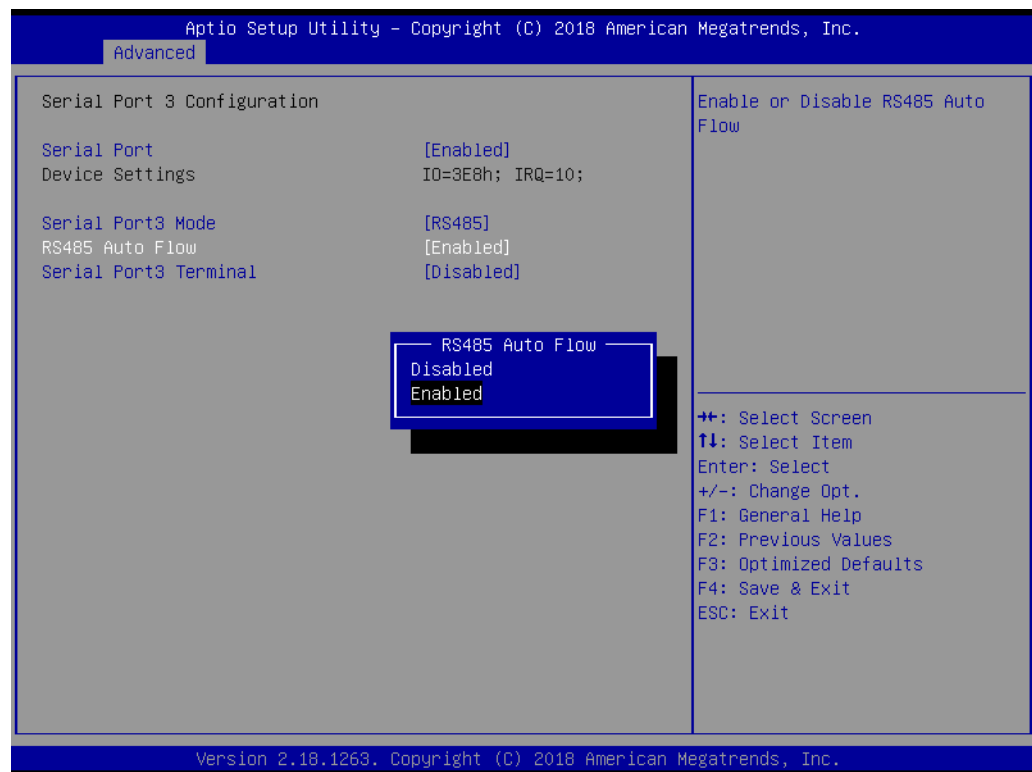 Aptio Setup Utility – Copyright (C) 2018 American Megatrends, Inc.
Advanced
Serial Port 3 Configuration
Serial Port [Enabled]
Device Settings IO=3E8h; IRQ=10;
Serial Port3 Mode [RS485]
RS485 Auto Flow [Enabled]
Serial Port3 Terminal [Disabled]
RS485 Auto Flow
Disabled
Enabled
Enable or Disable RS485 Auto
Flow
→←: Select Screen
↑↓: Select Item
Enter: Select
+/-: Change Opt.
F1: General Help
F2: Previous Values
F3: Optimized Defaults
F4: Save & Exit
ESC: Exit
Version 2.18.1263. Copyright (C) 2018 American Megatrends, Inc.